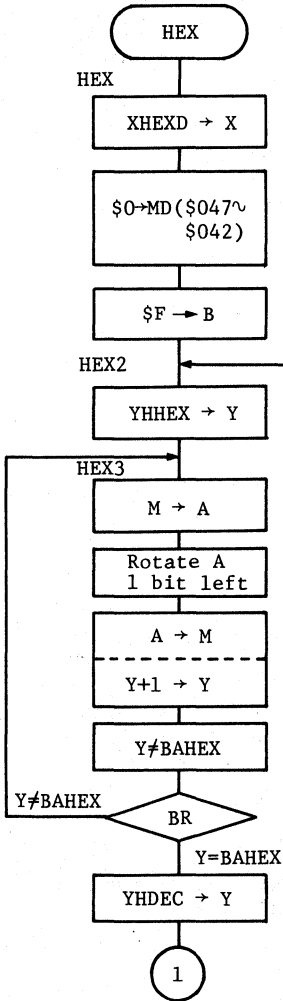 HEX
HEX
XHEXD → X
$0→MD($047~
$042)
$F → B
HEX2
YHHEX → Y
HEX3
M → A
Rotate A
1 bit left
A → M
Y+1 → Y
Y≠BAHEX
Y≠BAHEX
BR
Y=BAHEX
YHDEC → Y
1